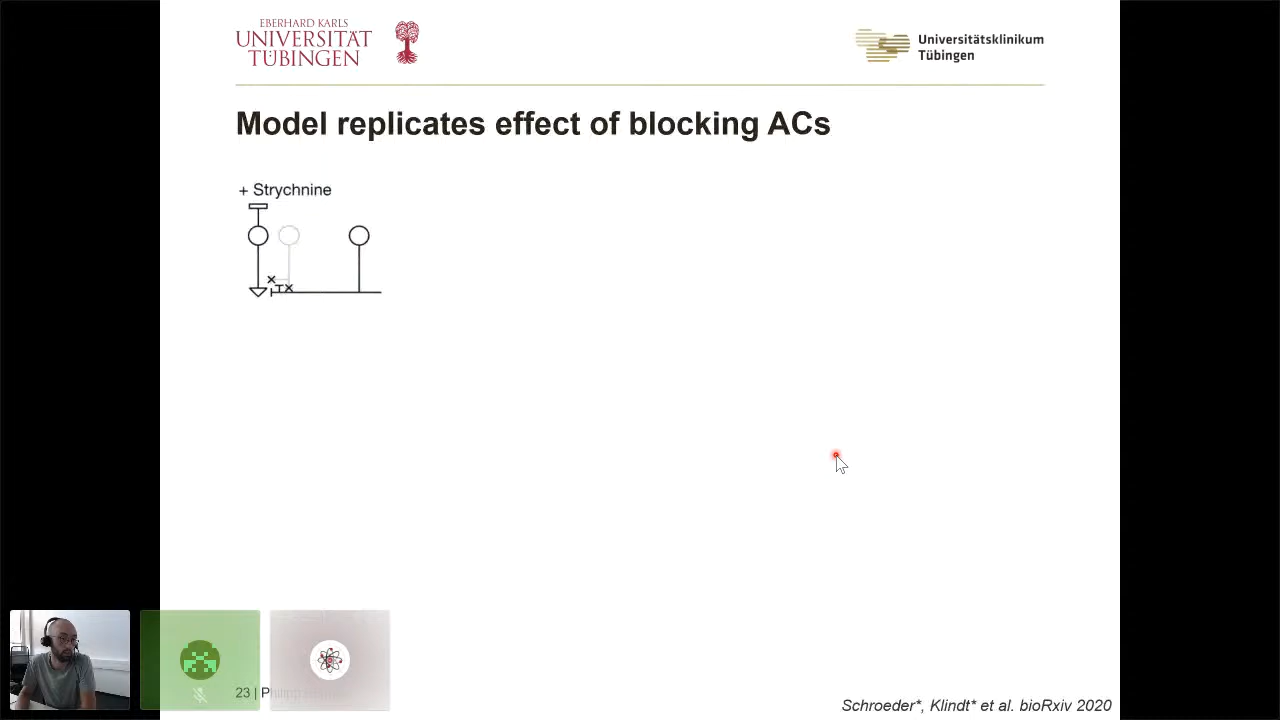 EBERHARD KARLS
UNIVERSITÄT
TÜBINGEN
Universitätsklinikum
Tübingen
Model replicates effect of blocking ACs
+ Strychnine
23 |
Schroeder*, Klindt* et al. bioRxiv 2020